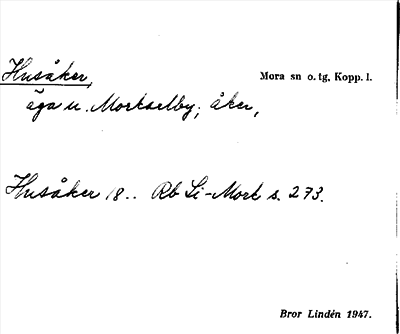 Husåker,
Mora sn o. tg, Kopp. l.
äga u. Morkarlby; åker,
Husåker 18.. Rb Li-Mork s. 273.
Bror Lindén 1947.